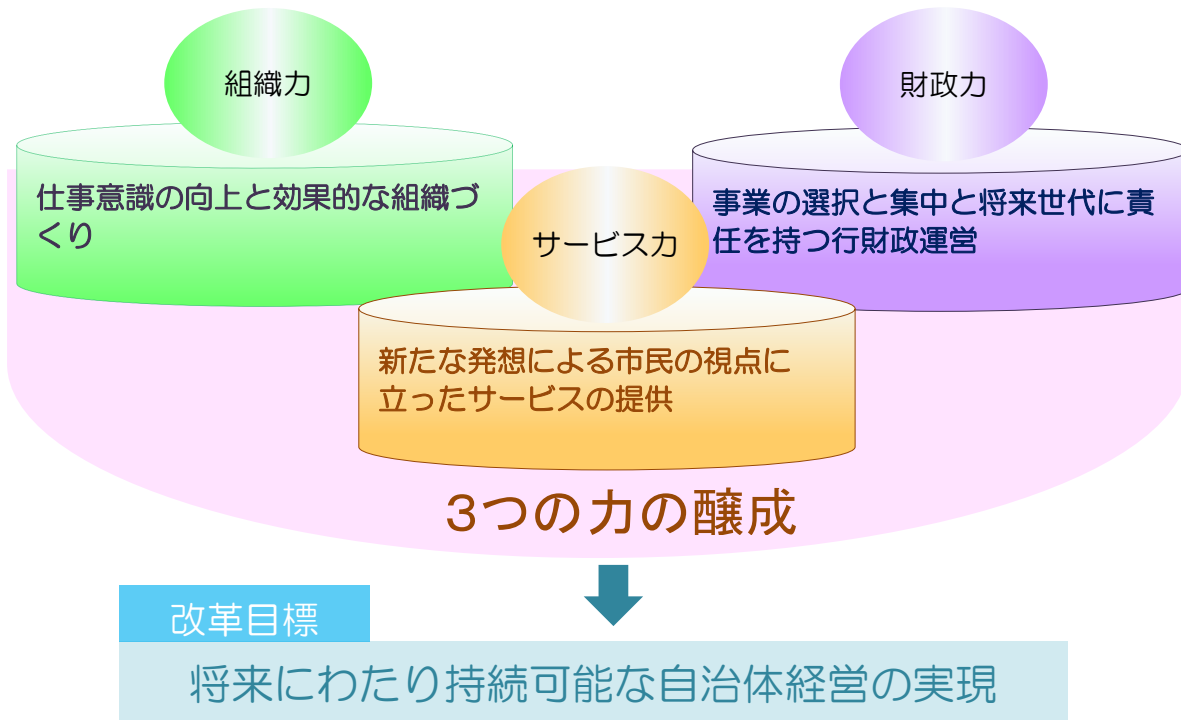 組織力
仕事意識の向上と効果的な組織づ
くり
財政力
事業の選択と集中と将来世代に責
任を持つ行財政運営
サービス力
新たな発想による市民の視点に
立ったサービスの提供
3つの力の醸成
改革目標
将来にわたり持続可能な自治体経営の実現